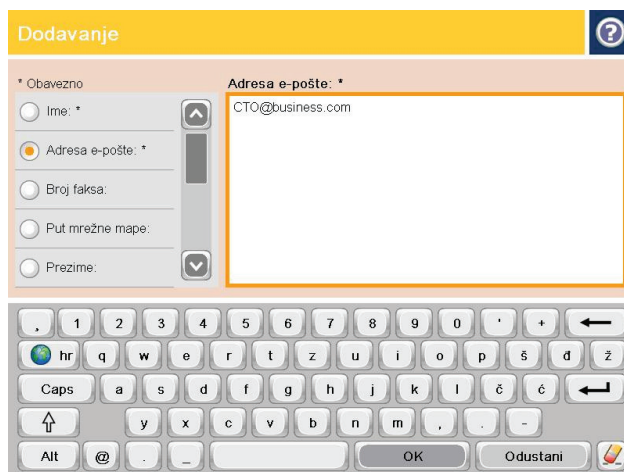 Dodavanje
?
* Obavezno
Adresa e-pošte: *
Ime: *
CTO@business.com
Adresa e-pošte: *
Broj faksa:
Put mrežne mape:
Prezime:
¸ 1 2 3 4 5 6 7 8 9 0 ' +
hr q w e r t z u i o p š đ ž
Caps a s d f g h j k l č ć
y x c v b n m , . -
Alt @ . _ OK Odustani